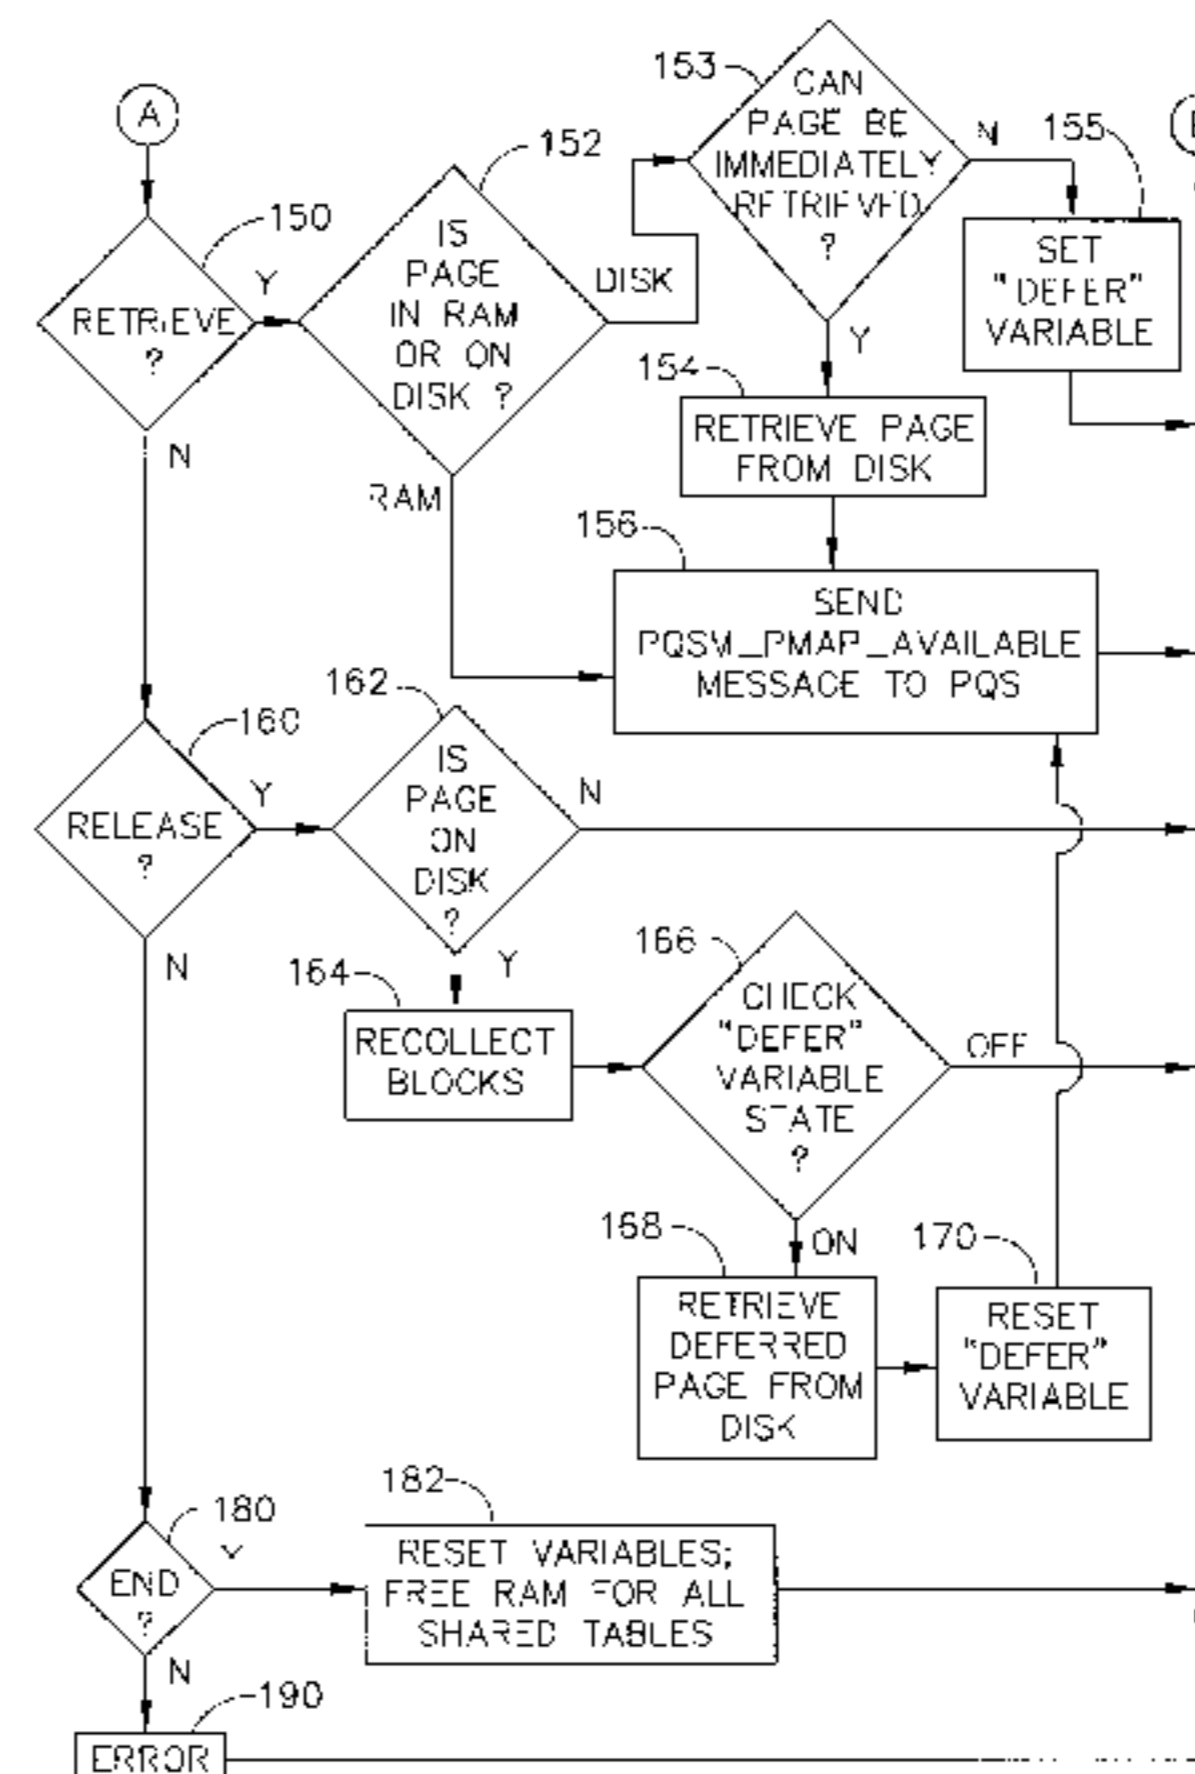 A
150
RETRIEVE
?
Y
N
152
IS
PAGE
IN RAM
OR ON
DISK ?
DISK
RAM
153
CAN
PAGE BE
IMMEDIATELY
RETRIEVED
?
N
Y
155
SET
"DEFER"
VARIABLE
154
RETRIEVE PAGE
FROM DISK
156
SEND
PQSM_PMAP_AVAILABLE
MESSAGE TO PQS
160
RELEASE
?
Y
N
162
IS
PAGE
ON
DISK
?
N
Y
164
RECOLLECT
BLOCKS
166
CHECK
"DEFER"
VARIABLE
STATE
?
OFF
ON
168
RETRIEVE
DEFERRED
PAGE FROM
DISK
170
RESET
"DEFER"
VARIABLE
180
END
?
Y
N
182
RESET VARIABLES;
FREE RAM FOR ALL
SHARED TABLES
190
ERROR